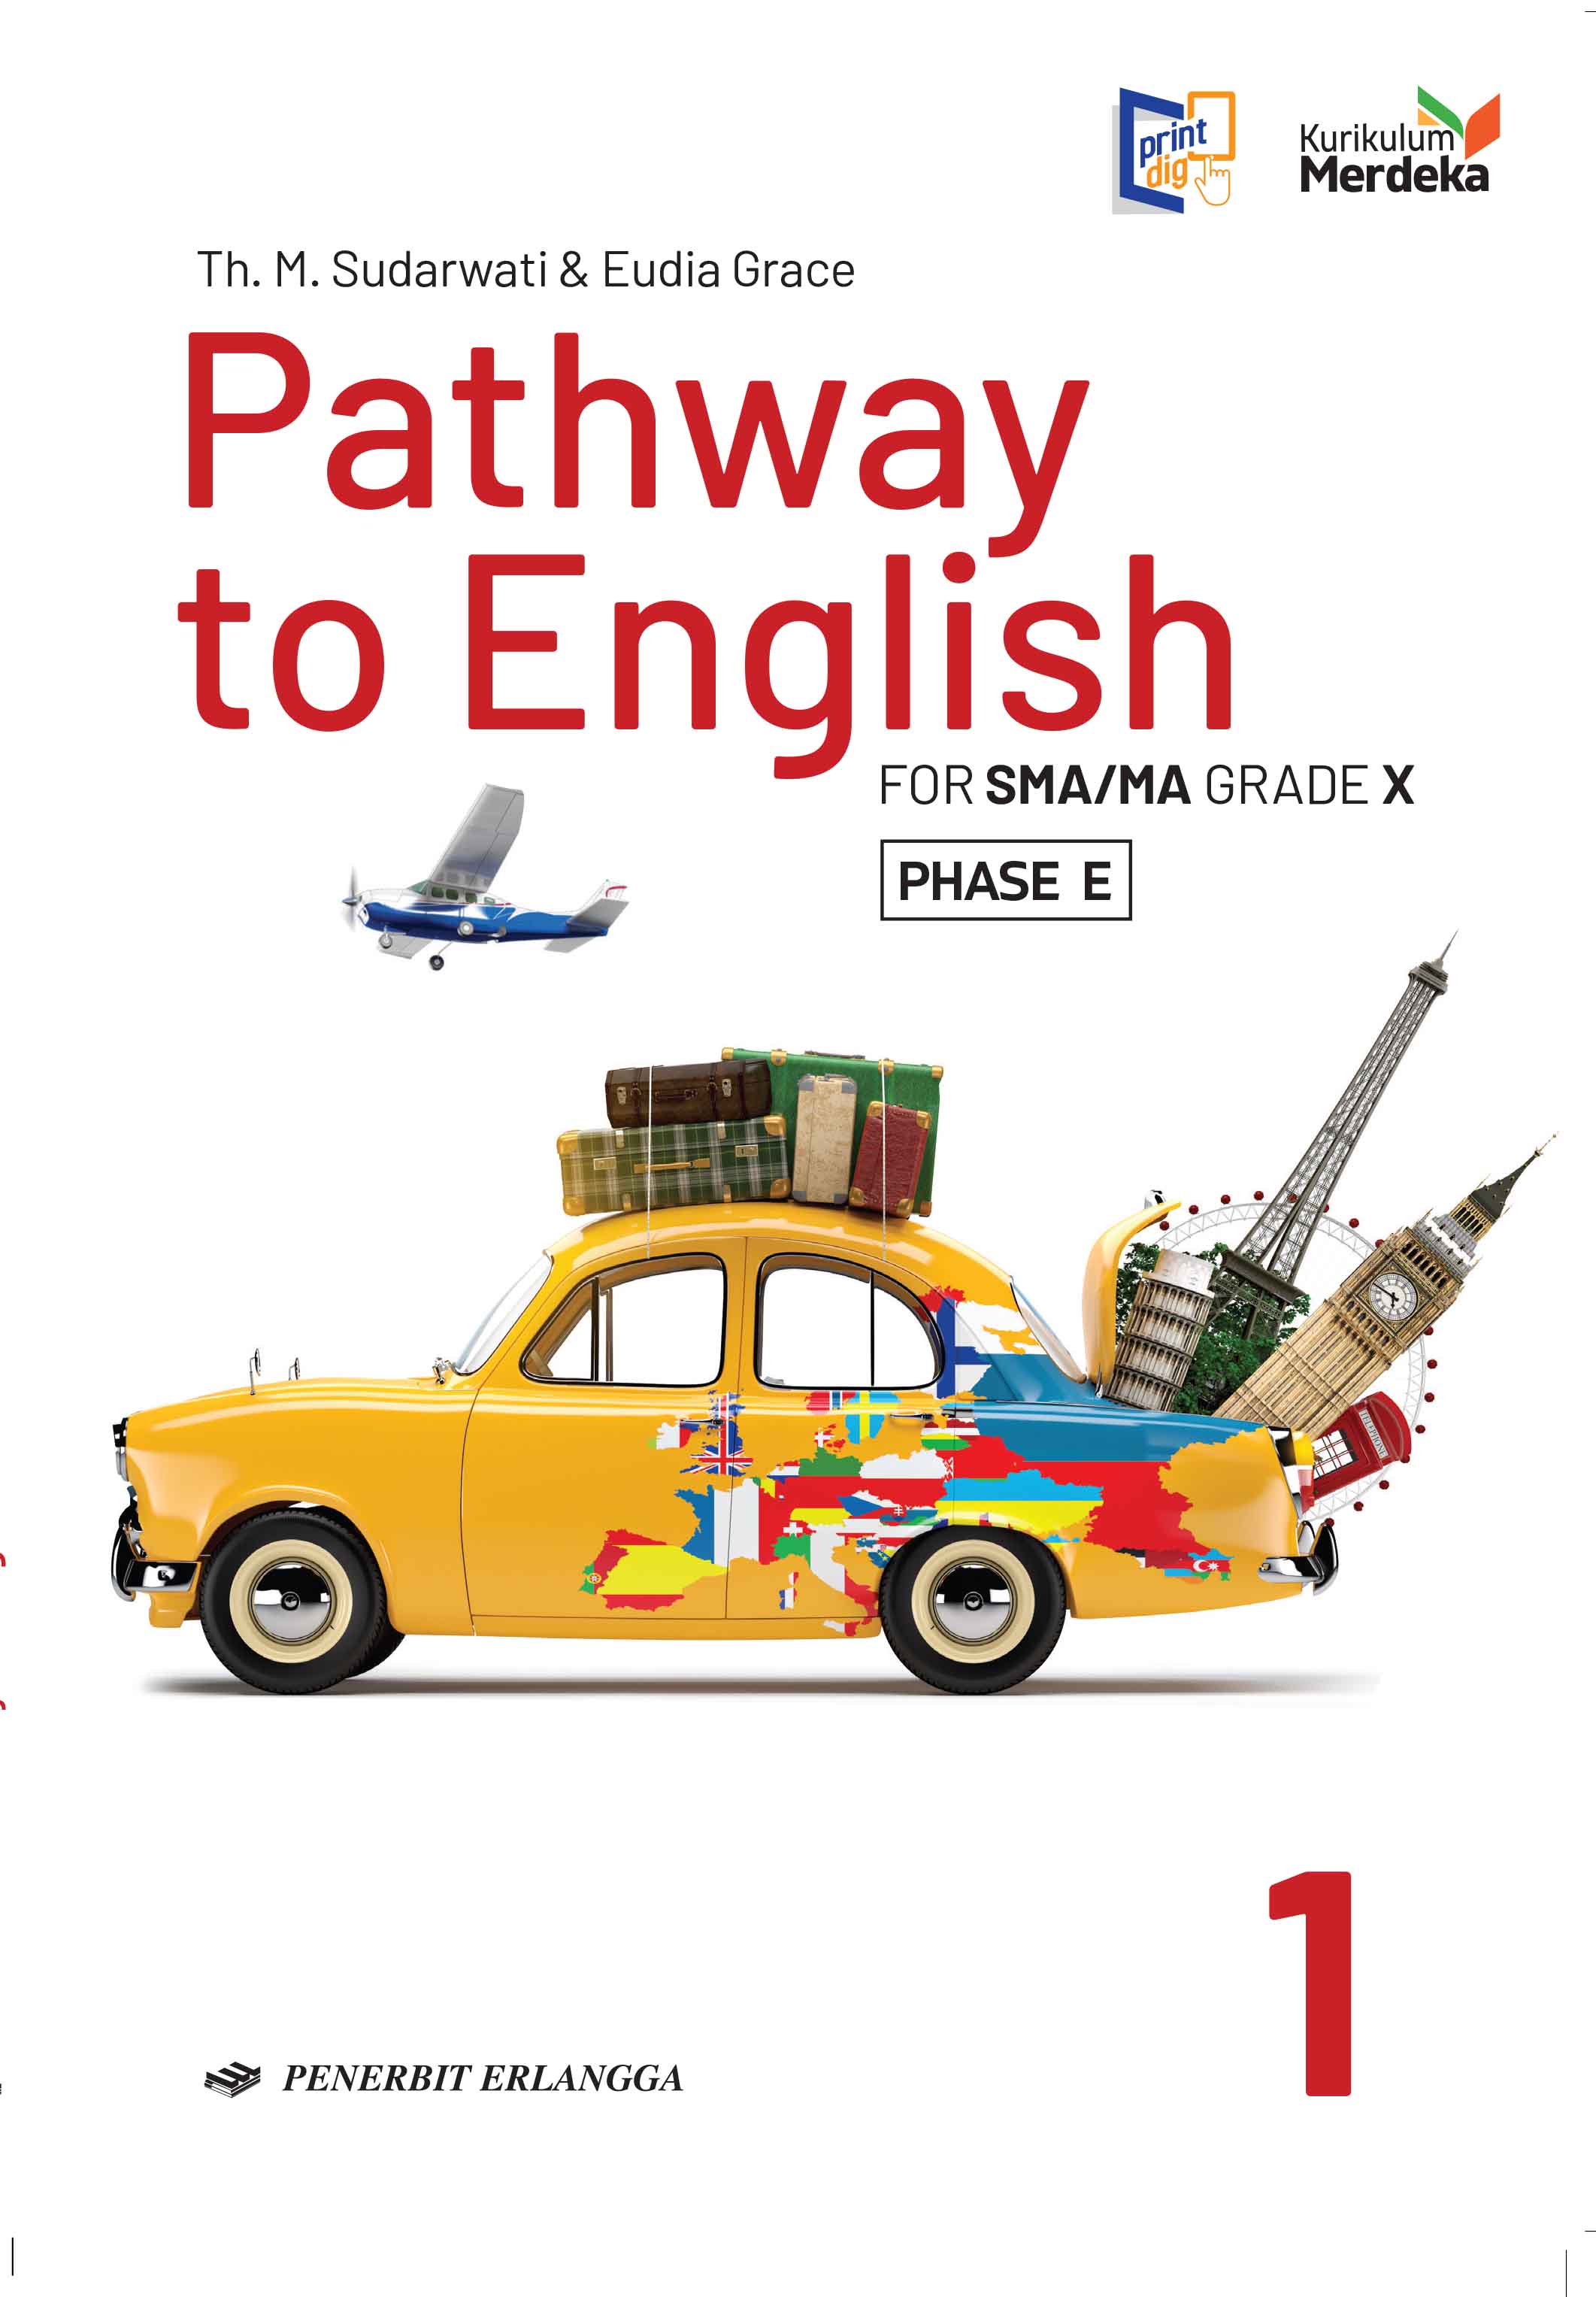 print
dig
Kurikulum
Merdeka
Th. M. Sudarwati & Eudia Grace
Pathway
to English
FOR SMA/MA GRADE X
PHASE E
TELEPHONE
1
PENERBIT ERLANGGA